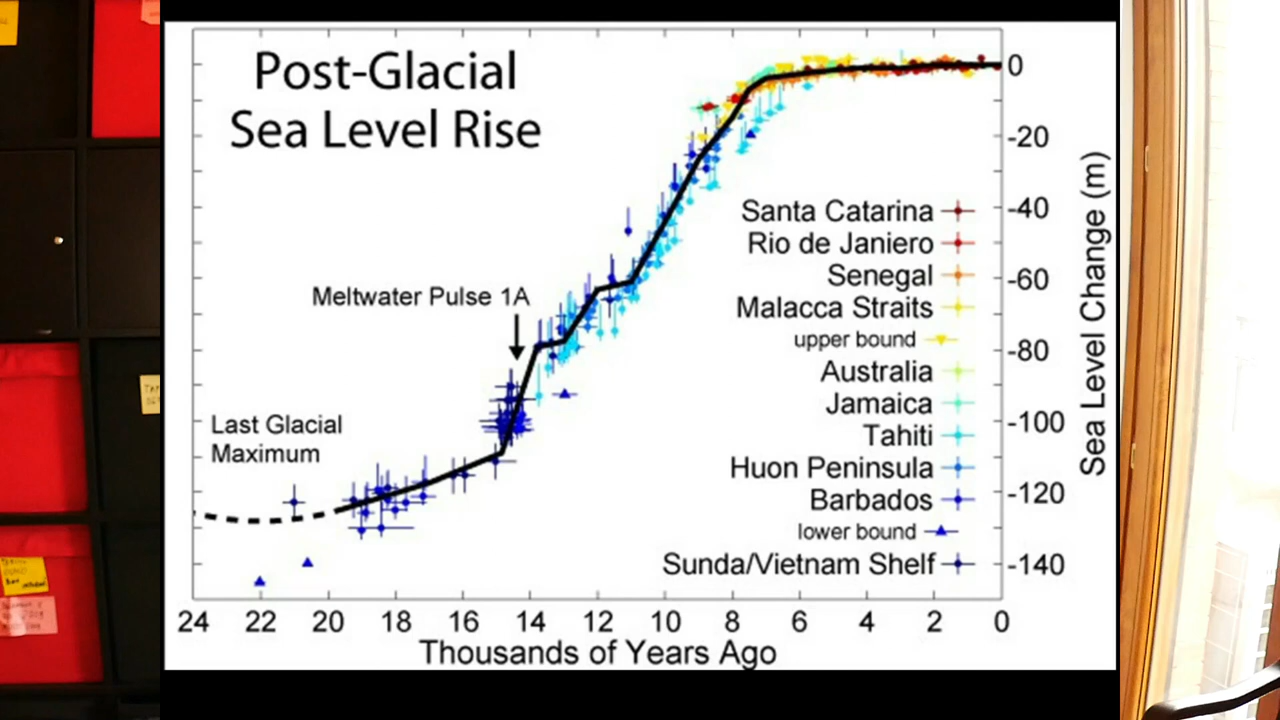 Post-Glacial
Sea Level Rise
Meltwater Pulse 1A
Last Glacial
Maximum
Santa Catarina
Rio de Janiero
Senegal
Malacca Straits
upper bound
Australia
Jamaica
Tahiti
Huon Peninsula
Barbados
lower bound
Sunda/Vietnam Shelf
0
-20
-40
-60
-80
-100
-120
-140
Sea Level Change (m)
24 22 20 18 16 14 12 10 8 6 4 2 0
Thousands of Years Ago